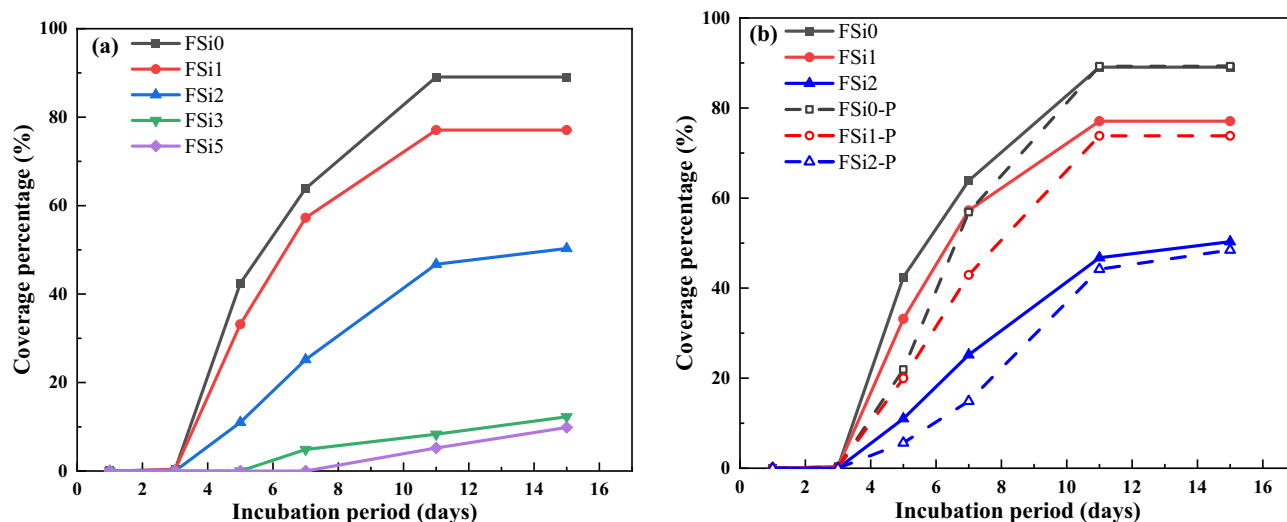 (a)
FSi0
FSi1
FSi2
FSi3
FSi5
Coverage percentage (%)
100
80
60
40
20
0
0 2 4 6 8 10 12 14 16
Incubation period (days)
(b)
FSi0
FSi1
FSi2
FSi0-P
FSi1-P
FSi2-P
Coverage percentage (%)
100
80
60
40
20
0
0 2 4 6 8 10 12 14 16
Incubation period (days)